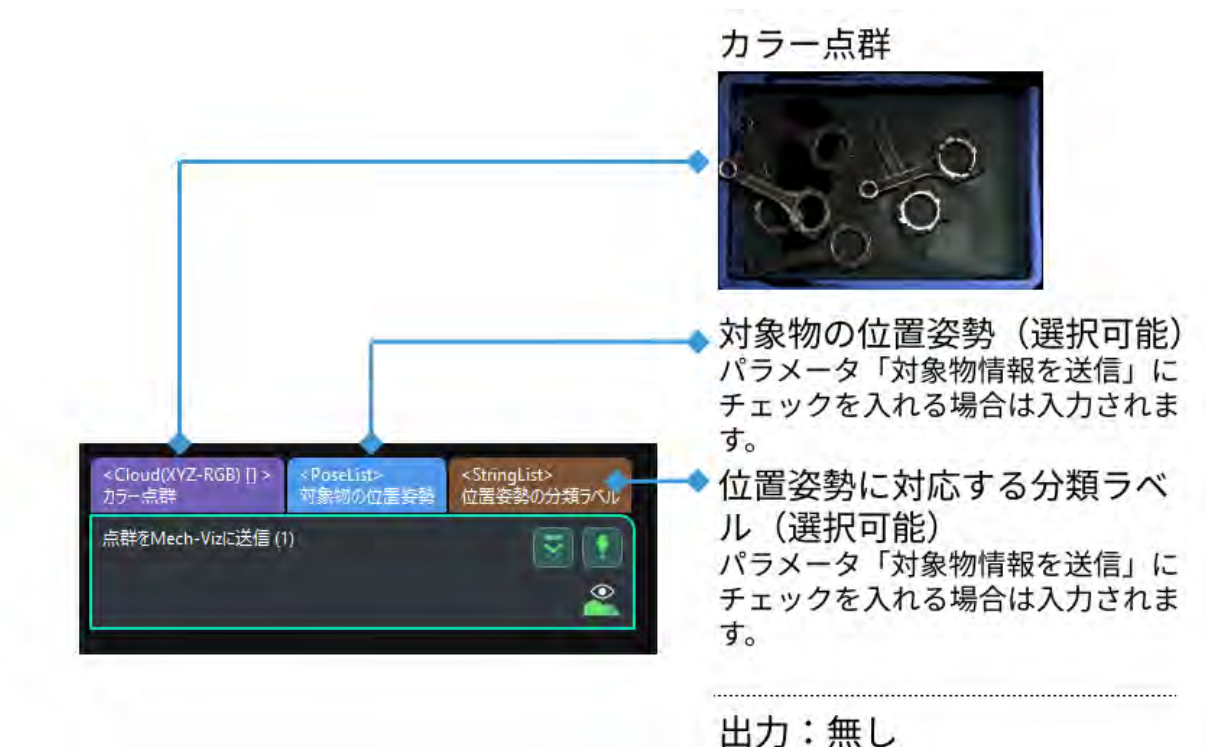 カラー点群
対象物の位置姿勢（選択可能）
パラメータ「対象物情報を送信」に
チェックを入れる場合は入力されま
す。
<Cloud(XYZ-RGB) [] >
カラー点群
<PoseList>
対象物の位置姿勢
<StringList>
位置姿勢の分類ラベル
点群をMech-Vizに送信 (1)
位置姿勢に対応する分類ラベ
ル（選択可能）
パラメータ「対象物情報を送信」に
チェックを入れる場合は入力されま
す。
出力：無し